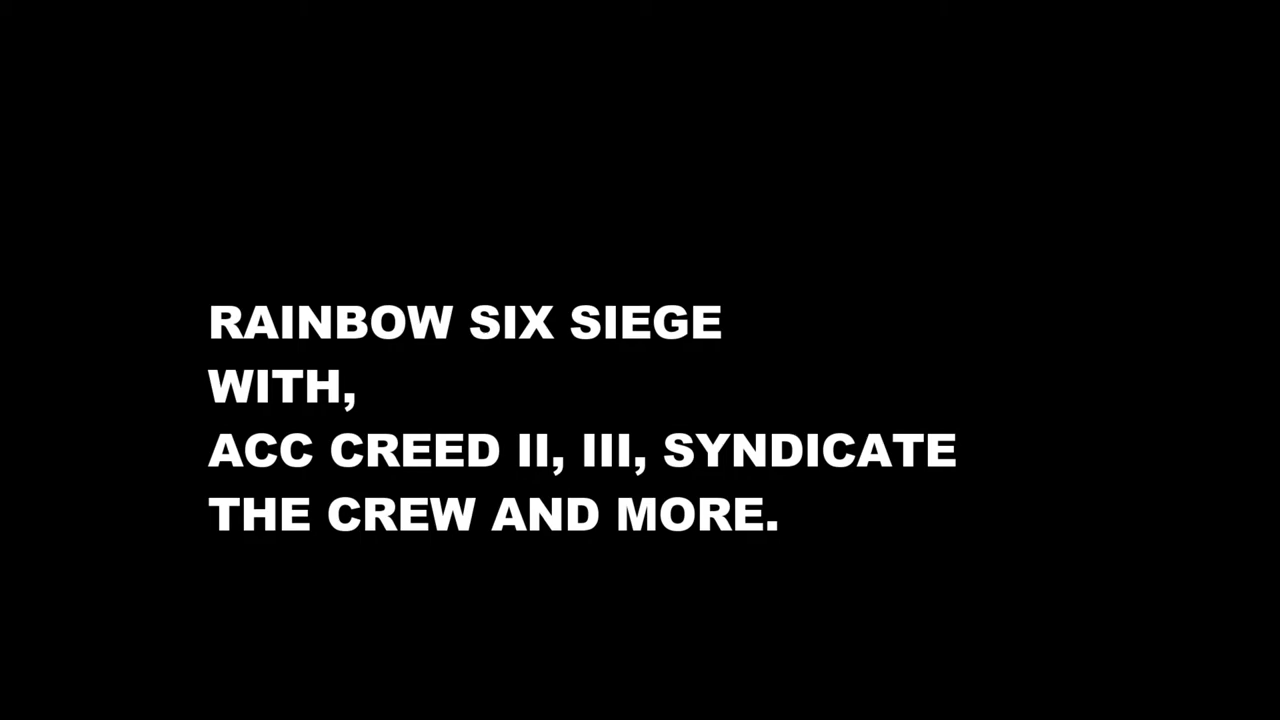 RAINBOW SIX SIEGE
WITH,
ACC CREED II, III, SYNDICATE
THE CREW AND MORE.